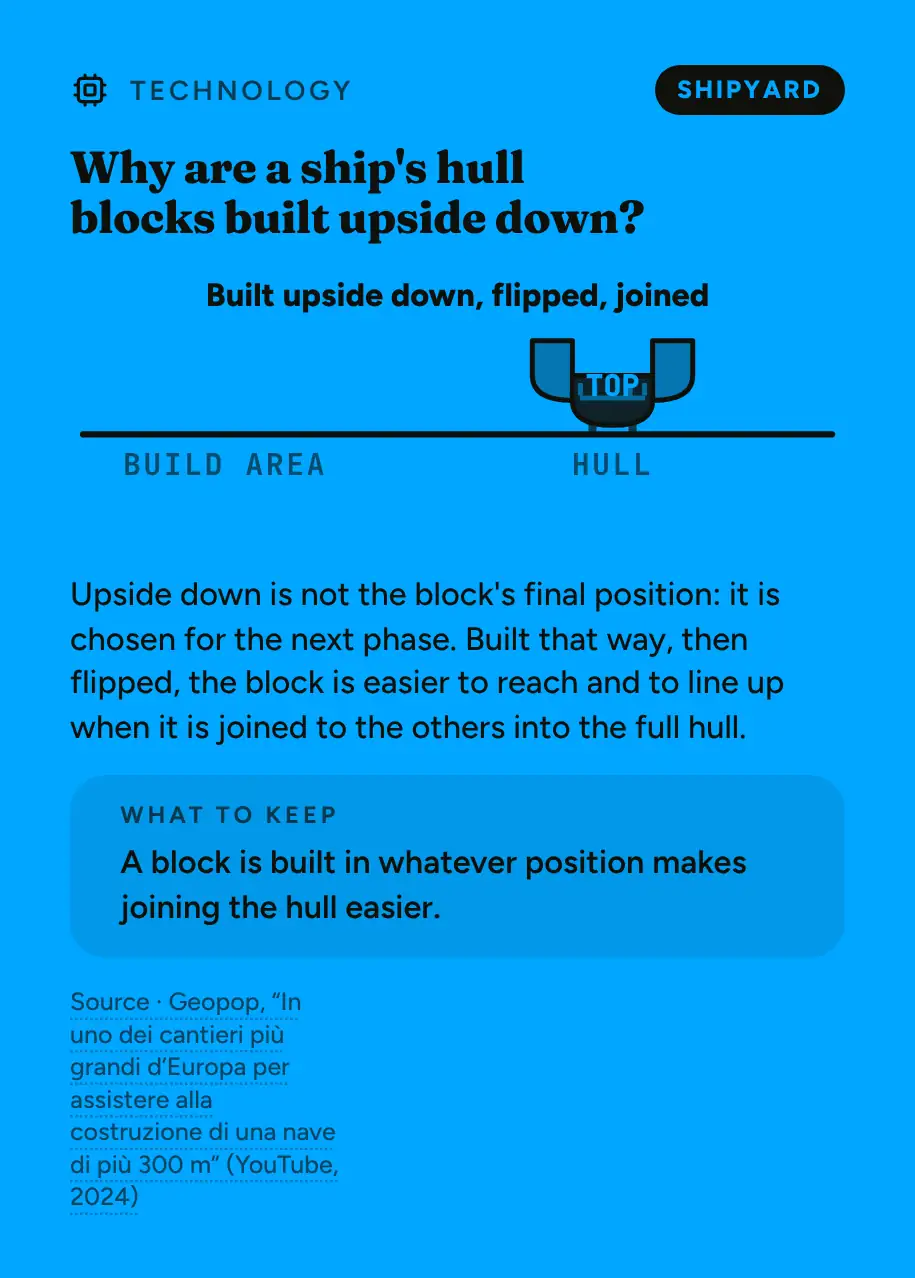 TECHNOLOGY
SHIPYARD
Why are a ship's hull
blocks built upside down?
Built upside down, flipped, joined
TOP
BUILD AREA
HULL
Upside down is not the block's final position: it is
chosen for the next phase. Built that way, then
flipped, the block is easier to reach and to line up
when it is joined to the others into the full hull.
WHAT TO KEEP
A block is built in whatever position makes
joining the hull easier.
Source · Geopop, “In
uno dei cantieri più
grandi d’Europa per
assistere alla
costruzione di una nave
di più 300 m” (YouTube,
2024)